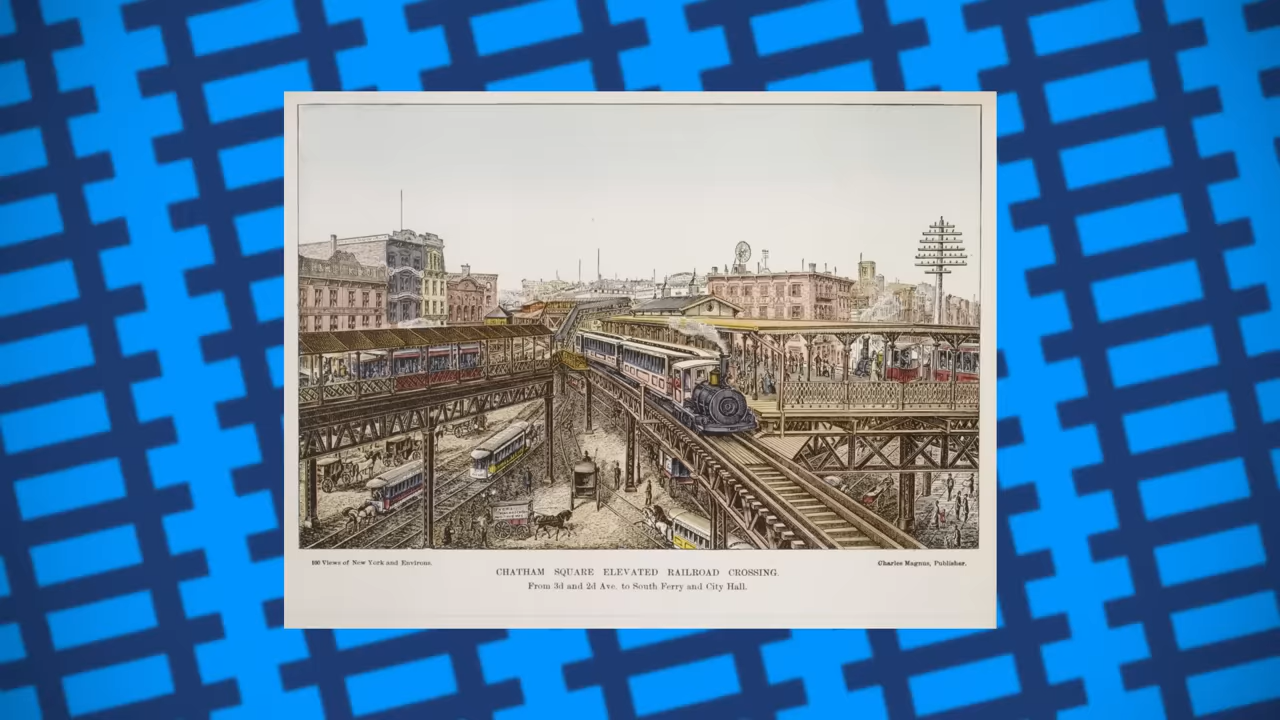 100 Views of New York and Environs.
Charles Magnus, Publisher.
CHATHAM SQUARE ELEVATED RAILROAD CROSSING.
From 3d and 2d Ave. to South Ferry and City Hall.